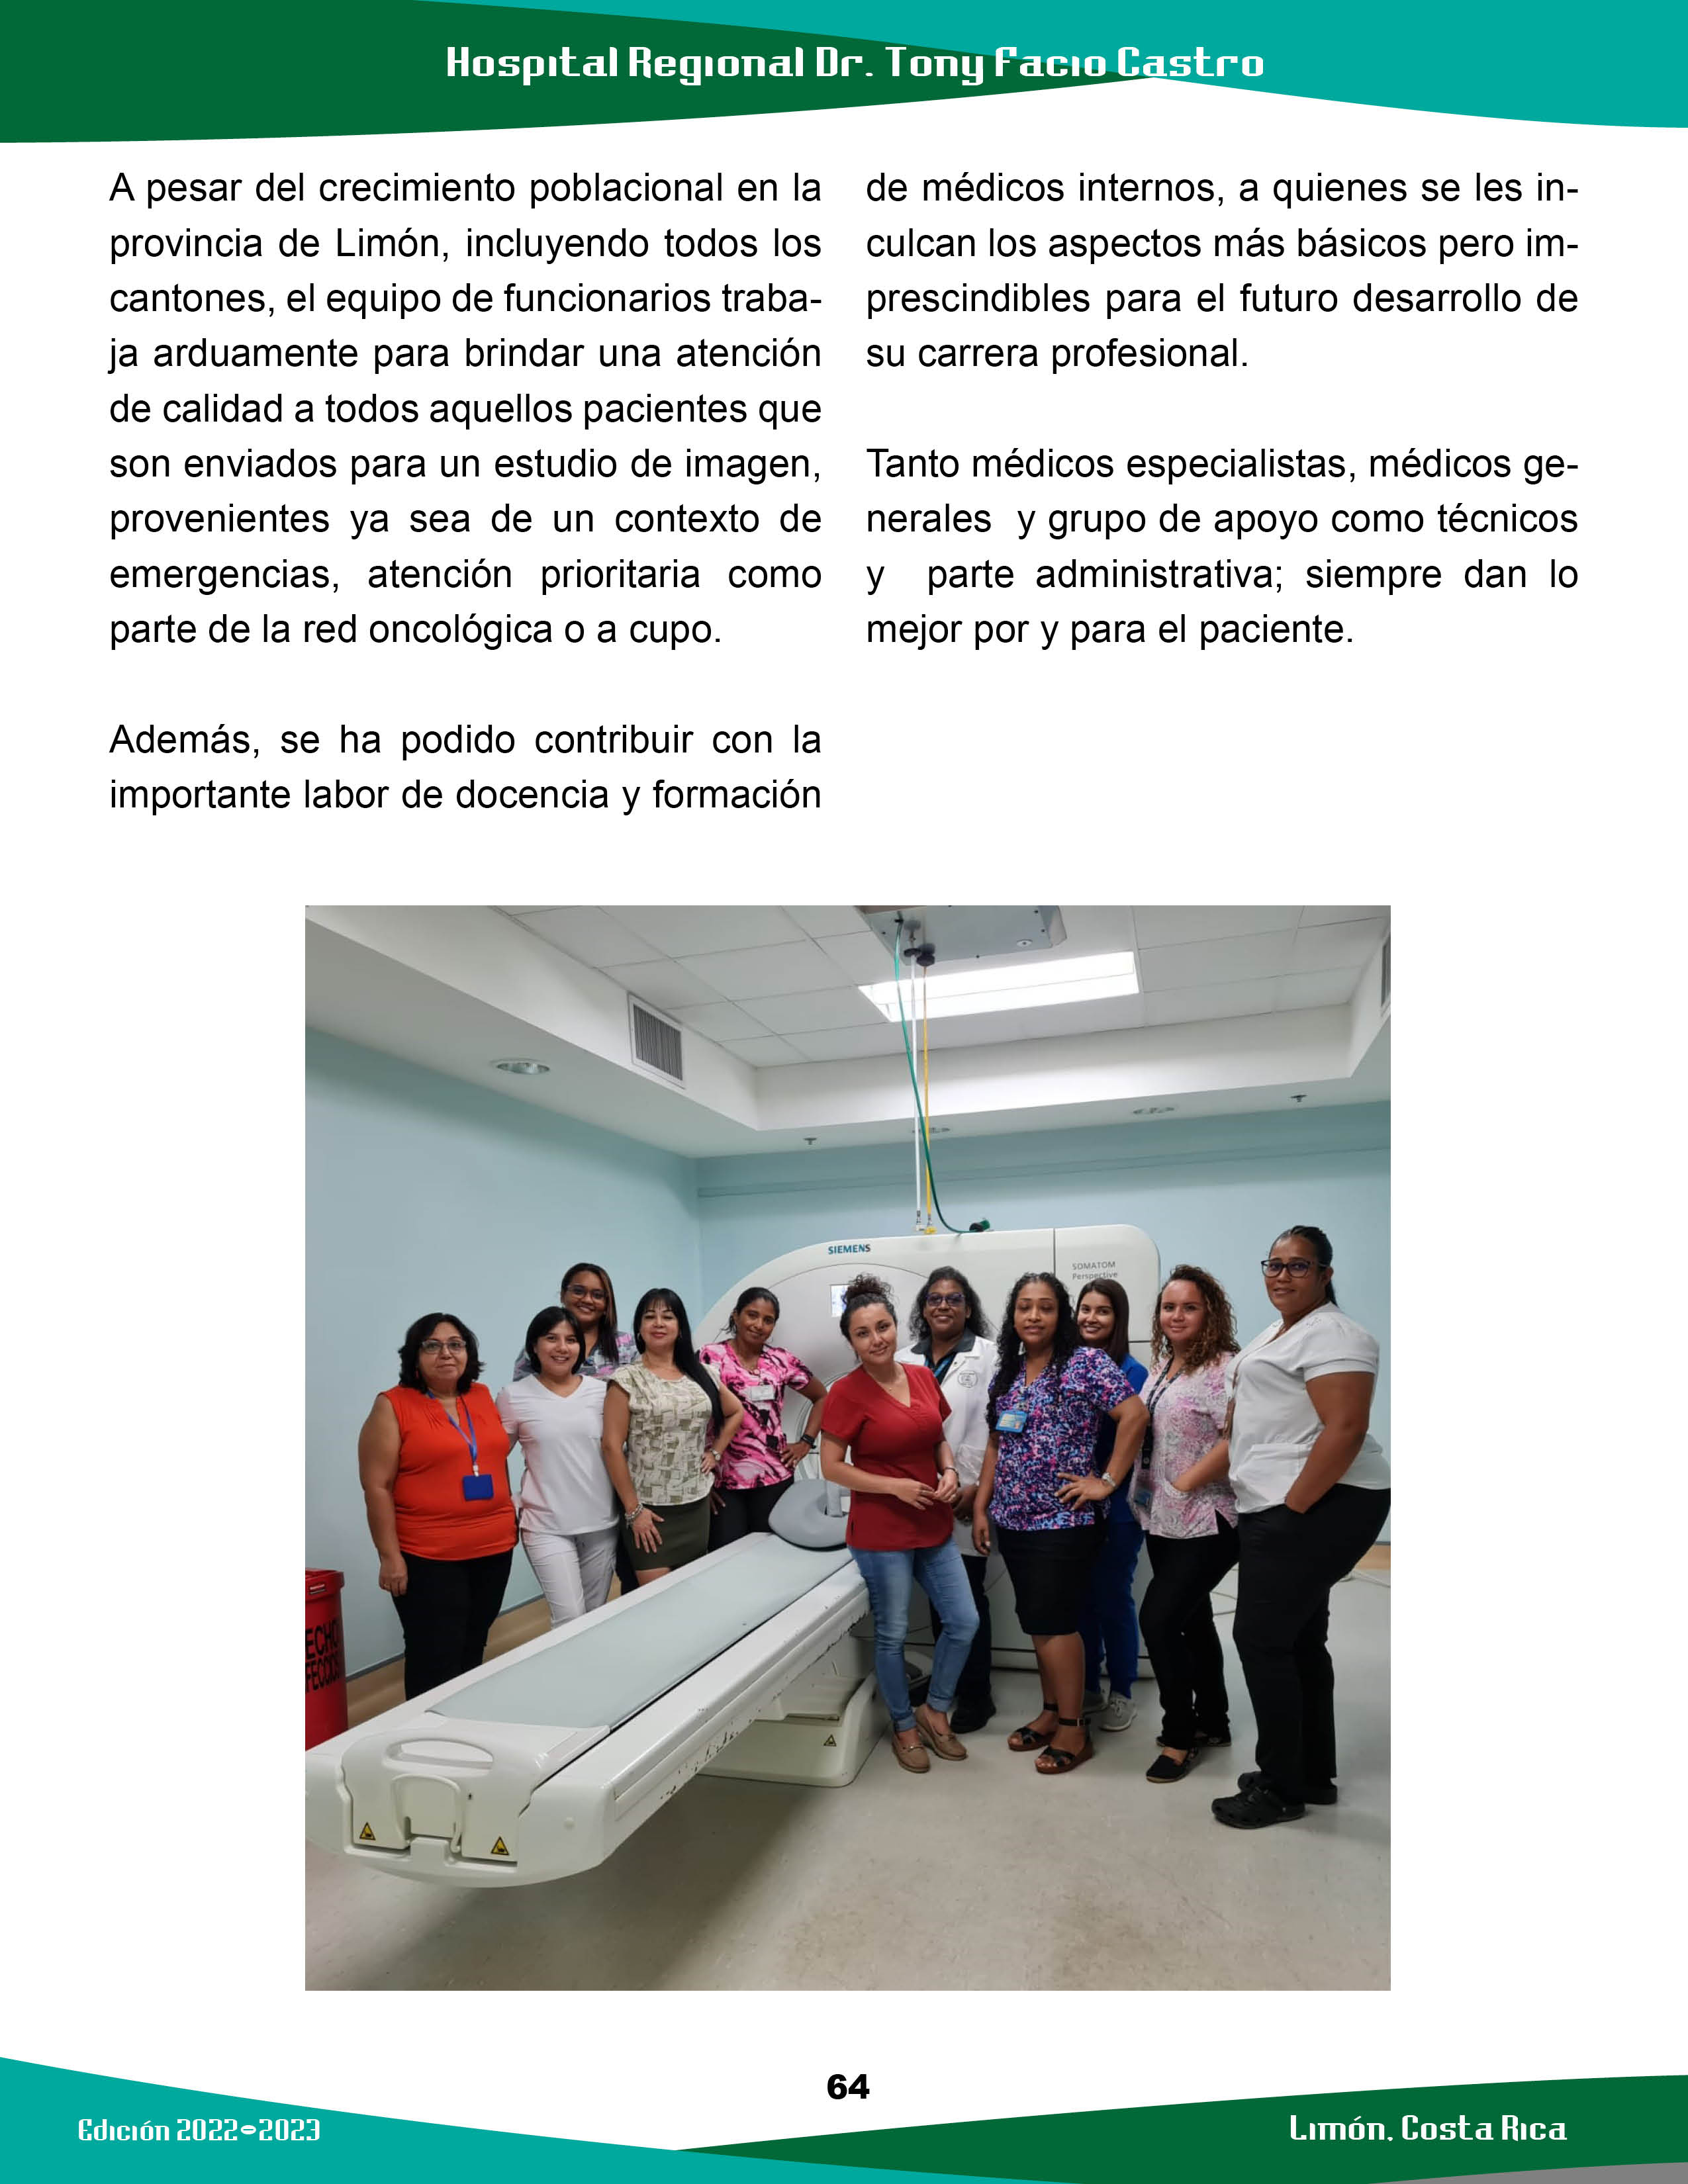 Hospital Regional Dr. Tony Facio Castro
A pesar del crecimiento poblacional en la
provincia de Limón, incluyendo todos los
cantones, el equipo de funcionarios traba-
ja arduamente para brindar una atención
de calidad a todos aquellos pacientes que
son enviados para un estudio de imagen,
provenientes ya sea de un contexto de
emergencias, atención prioritaria como
parte de la red oncológica o a cupo.
Además, se ha podido contribuir con la
importante labor de docencia y formación
de médicos internos, a quienes se les in-
culcan los aspectos más básicos pero im-
prescindibles para el futuro desarrollo de
su carrera profesional.
Tanto médicos especialistas, médicos ge-
nerales y grupo de apoyo como técnicos
y parte administrativa; siempre dan lo
mejor por y para el paciente.
SIEMENS
SOMATOM
Perspective
ECHO
FECCIOS
64
Edición 2022-2023
Limón, Costa Rica